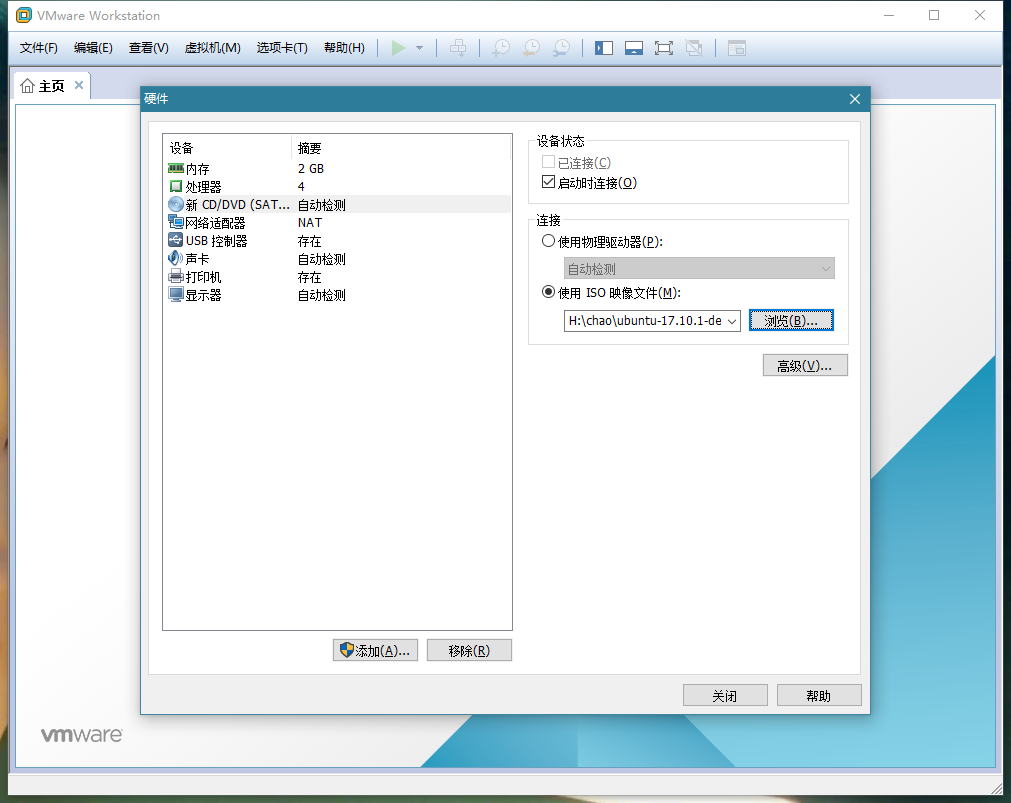 VMware Workstation
文件(F) 编辑(E) 查看(V) 虚拟机(M) 选项卡(T) 帮助(H)
主页
硬件
设备 摘要
内存 2 GB
处理器 4
新 CD/DVD (SAT... 自动检测
网络适配器 NAT
USB 控制器 存在
声卡 自动检测
打印机 存在
显示器 自动检测
添加(A)... 移除(R)
设备状态
已连接(C)
启动时连接(O)
连接
使用物理驱动器(P):
自动检测
使用 ISO 映像文件(M):
H:\chao\ubuntu-17.10.1-de 浏览(B)...
高级(V)...
关闭 帮助
vmware